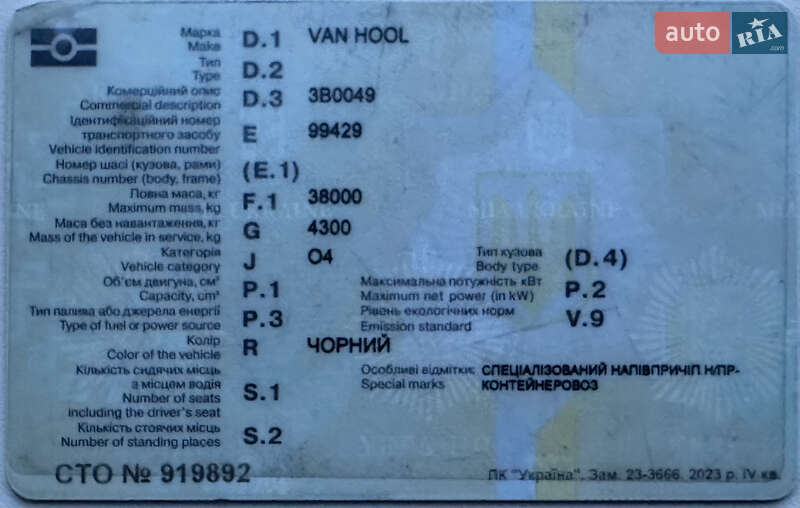 auto RIA .com
Марка
Make D.1 VAN HOOL
Тип
Type D.2
Комерційний опис
Commercial description D.3 3B0049
Ідентифікаційний номер
транспортного засобу E 99429
Vehicle identification number
Номер шасі (кузова, рами)
Chassis number (body, frame) (E.1)
Повна маса, кг
Maximum mass, kg F.1 38000
Маса без навантаження, кг
Mass of the vehicle in service, kg G 4300
Категорія Тип кузова
Vehicle category J O4 Body type (D.4)
Об'єм двигуна, см³ Максимальна потужність кВт
Capacity, cm³ P.1 Maximum net power (in kW) P.2
Тип палива або джерела енергії Рівень екологічних норм
Type of fuel or power source P.3 Emission standard V.9
Колір
Color of the vehicle R ЧОРНИЙ
Кількість сидячих місць Особливі відмітки: СПЕЦІАЛІЗОВАНИЙ НАПІВПРИЧІП Н/ПР-
з місцем водія Special marks КОНТЕЙНЕРОВОЗ
Number of seats S.1
including the driver's seat
Кількість стоячих місць
Number of standing places S.2
СТО № 919892
ПК "Україна". Зам. 23-3666. 2023 р. IV кв.